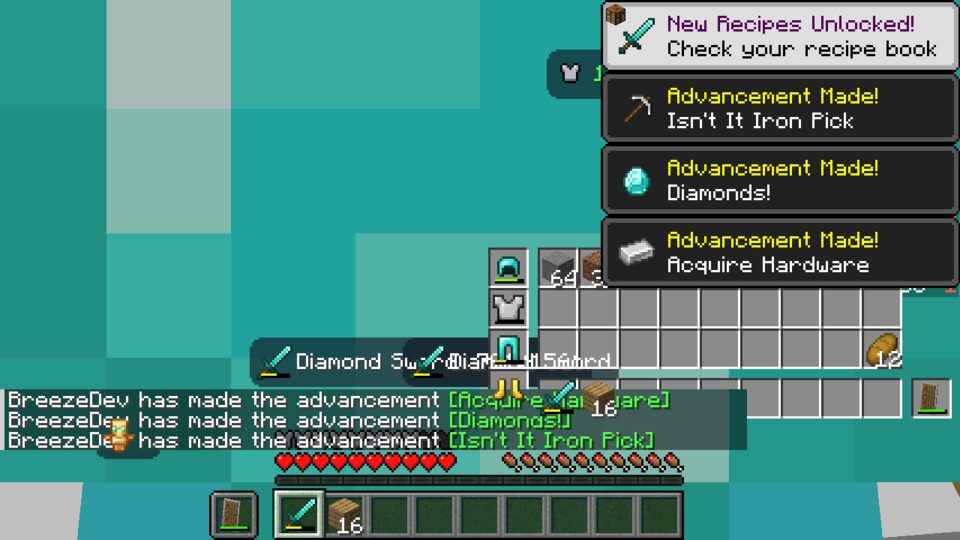 New Recipes Unlocked!
Check your recipe book
Advancement Made!
Isn't It Iron Pick
Advancement Made!
Diamonds!
Advancement Made!
Acquire Hardware
64
12
Diamond
BreezeDev has made the advancement [Acquire Hardware]
16
BreezeDev has made the advancement [Diamonds!]
BreezeDev has made the advancement [Isn't It Iron Pick]
16